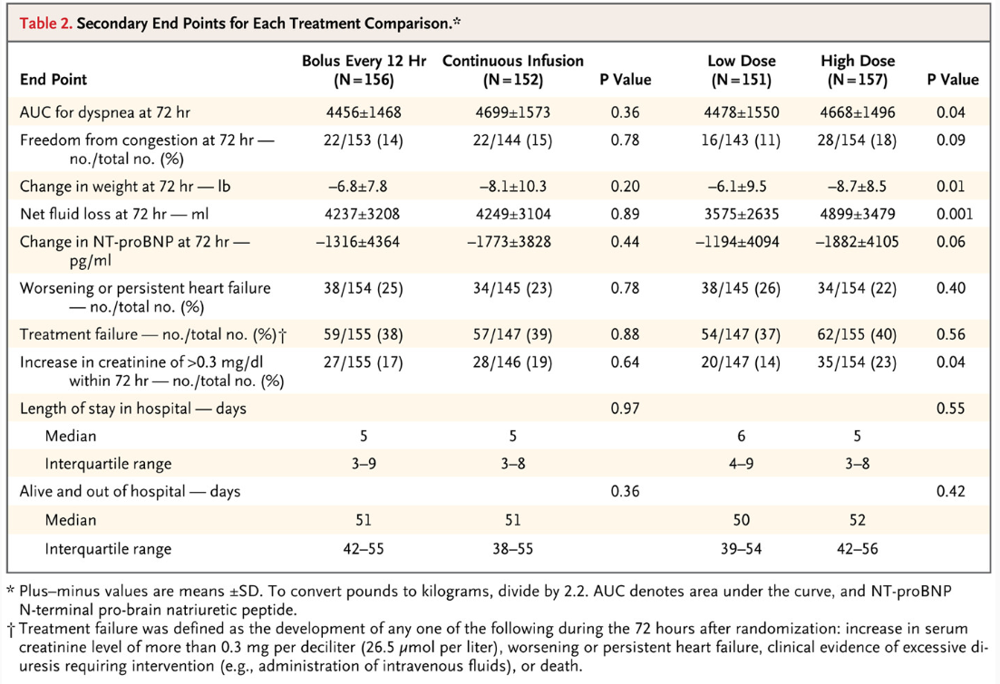 Table 2. Secondary End Points for Each Treatment Comparison.*
End Point Bolus Every 12 Hr (N=156) Continuous Infusion (N=152) P Value Low Dose (N=151) High Dose (N=157) P Value
AUC for dyspnea at 72 hr 4456±1468 4699±1573 0.36 4478±1550 4668±1496 0.04
Freedom from congestion at 72 hr — 22/153 (14) 22/144 (15) 0.78 16/143 (11) 28/154 (18) 0.09
no./total no. (%)
Change in weight at 72 hr — lb –6.8±7.8 –8.1±10.3 0.20 –6.1±9.5 –8.7±8.5 0.01
Net fluid loss at 72 hr — ml 4237±3208 4249±3104 0.89 3575±2635 4899±3479 0.001
Change in NT-proBNP at 72 hr — –1316±4364 –1773±3828 0.44 –1194±4094 –1882±4105 0.06
pg/ml
Worsening or persistent heart failure 38/154 (25) 34/145 (23) 0.78 38/145 (26) 34/154 (22) 0.40
— no./total no. (%)
Treatment failure — no./total no. (%)† 59/155 (38) 57/147 (39) 0.88 54/147 (37) 62/155 (40) 0.56
Increase in creatinine of >0.3 mg/dl 27/155 (17) 28/146 (19) 0.64 20/147 (14) 35/154 (23) 0.04
within 72 hr — no./total no. (%)
Length of stay in hospital — days 0.97 0.55
Median 5 5 6 5
Interquartile range 3–9 3–8 4–9 3–8
Alive and out of hospital — days 0.36 0.42
Median 51 51 50 52
Interquartile range 42–55 38–55 39–54 42–56
* Plus–minus values are means ±SD. To convert pounds to kilograms, divide by 2.2. AUC denotes area under the curve, and NT-proBNP
N-terminal pro-brain natriuretic peptide.
† Treatment failure was defined as the development of any one of the following during the 72 hours after randomization: increase in serum
creatinine level of more than 0.3 mg per deciliter (26.5 μmol per liter), worsening or persistent heart failure, clinical evidence of excessive di-
uresis requiring intervention (e.g., administration of intravenous fluids), or death.